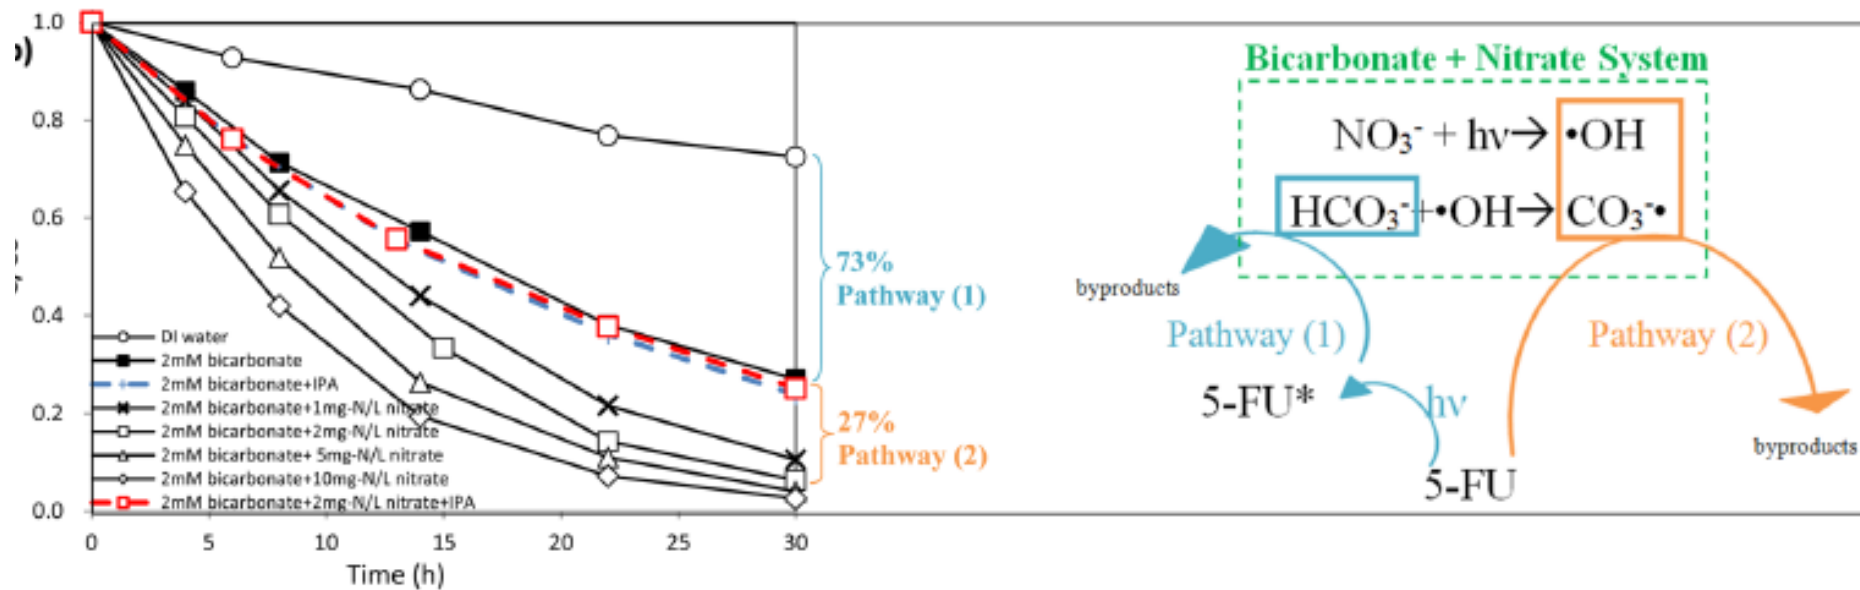 b)
1.0
0.8
0.6
0.4
0.2
0.0
DI water
2mM bicarbonate
2mM bicarbonate+IPA
2mM bicarbonate+1mg-N/L nitrate
2mM bicarbonate+2mg-N/L nitrate
2mM bicarbonate+ 5mg-N/L nitrate
2mM bicarbonate+10mg-N/L nitrate
2mM bicarbonate+2mg-N/L nitrate+IPA
0 5 10 15 20 25 30
Time (h)
73%
Pathway (1)
27%
Pathway (2)
Bicarbonate + Nitrate System
NO₃⁻ + hν→ •OH
HCO₃⁻+•OH→ CO₃⁻•
byproducts
Pathway (1)
Pathway (2)
5-FU*
hν
byproducts
5-FU